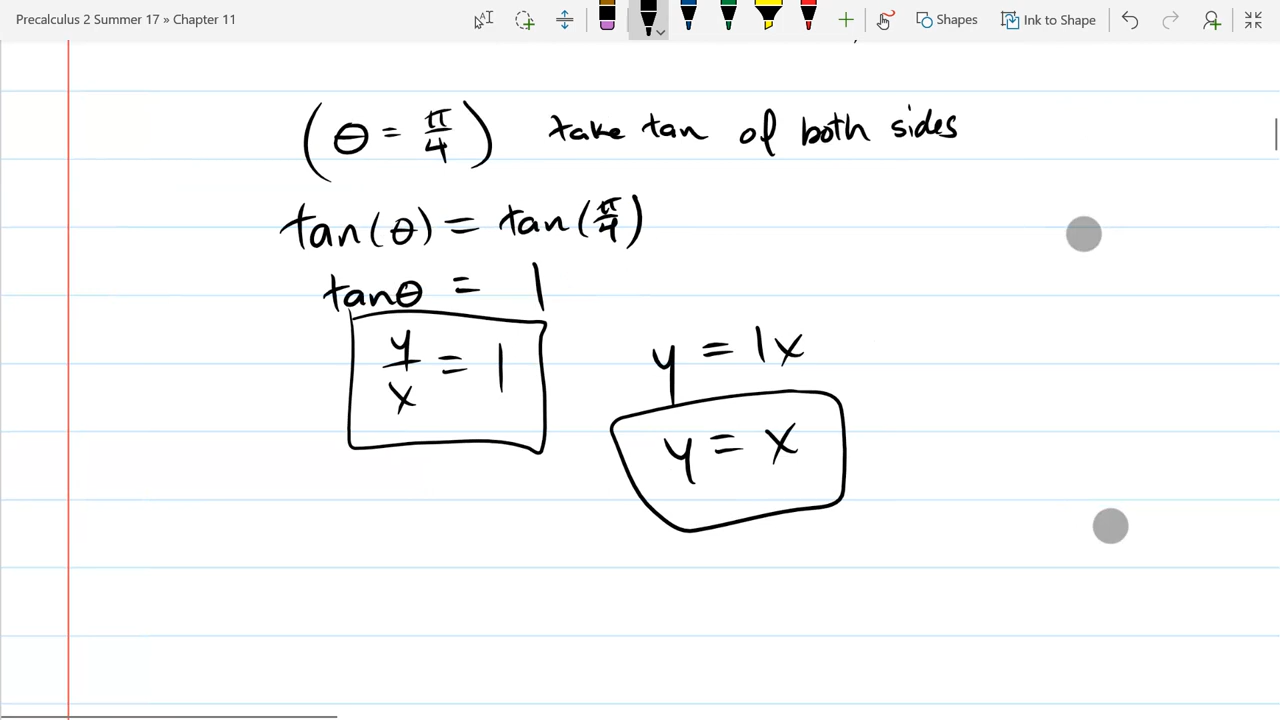 Precalculus 2 Summer 17 » Chapter 11
Shapes
Ink to Shape
(θ = π/4) take tan of both sides
tan(θ) = tan(π/4)
tanθ = 1
y/x = 1
y = 1x
y = x